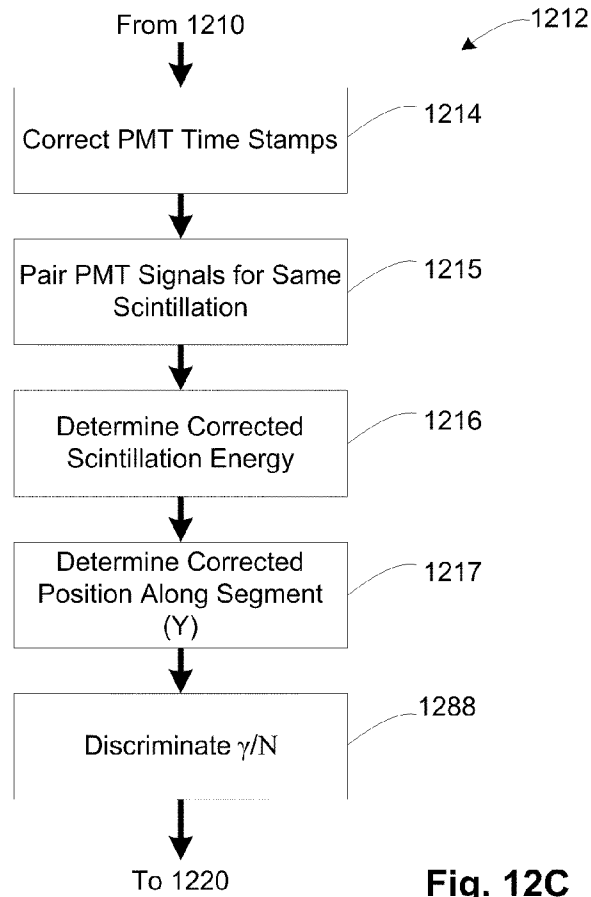 From 1210
1212
Correct PMT Time Stamps
1214
Pair PMT Signals for Same
Scintillation
1215
Determine Corrected
Scintillation Energy
1216
Determine Corrected
Position Along Segment
(Y)
1217
Discriminate γ/N
1288
To 1220
Fig. 12C